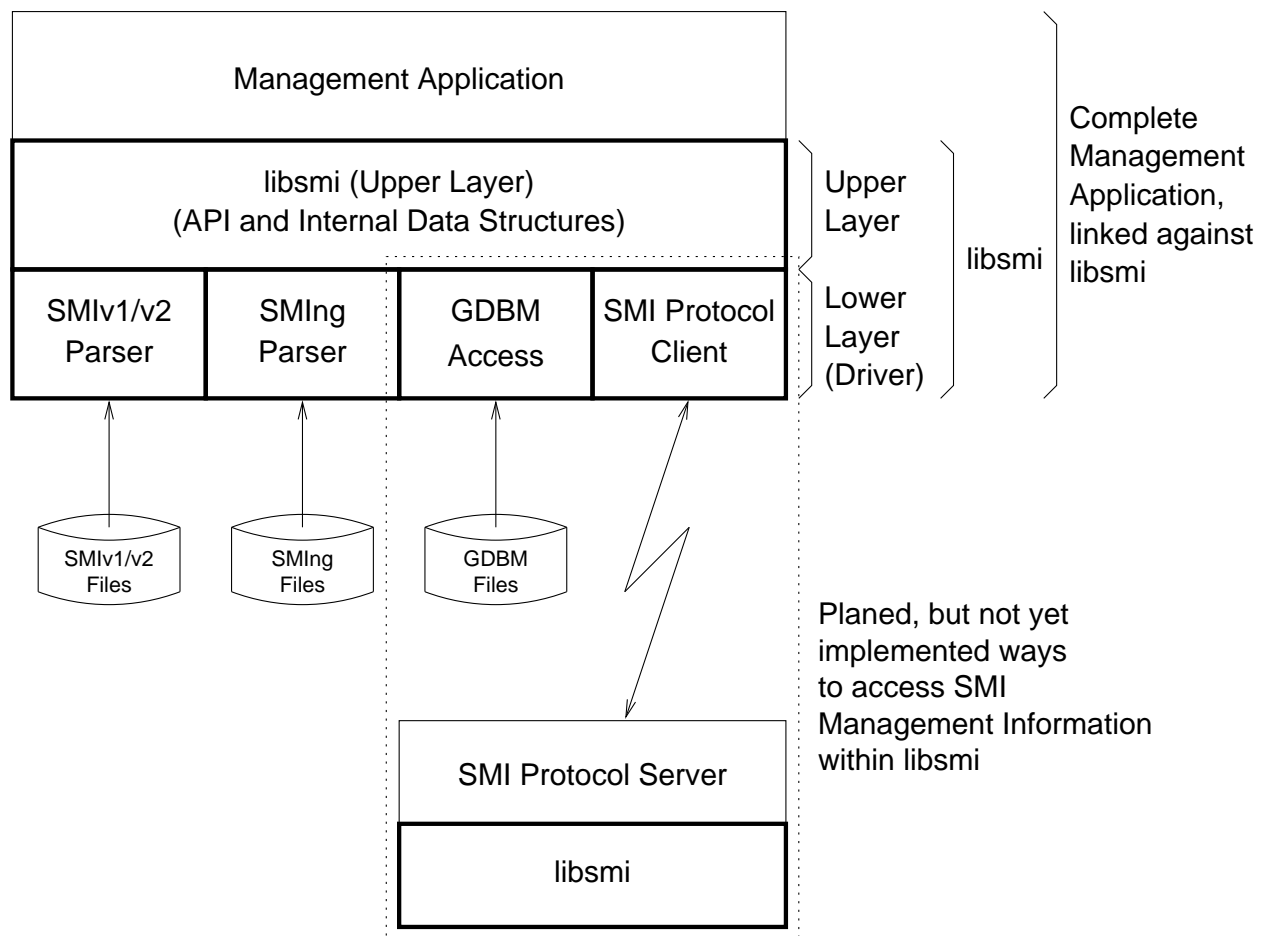 Management Application
libsmi (Upper Layer)
(API and Internal Data Structures)
SMIv1/v2
Parser
SMIng
Parser
GDBM
Access
SMI Protocol
Client
Upper
Layer
Lower
Layer
(Driver)
libsmi
Complete
Management
Application,
linked against
libsmi
SMIv1/v2
Files
SMIng
Files
GDBM
Files
Planed, but not yet
implemented ways
to access SMI
Management Information
within libsmi
SMI Protocol Server
libsmi